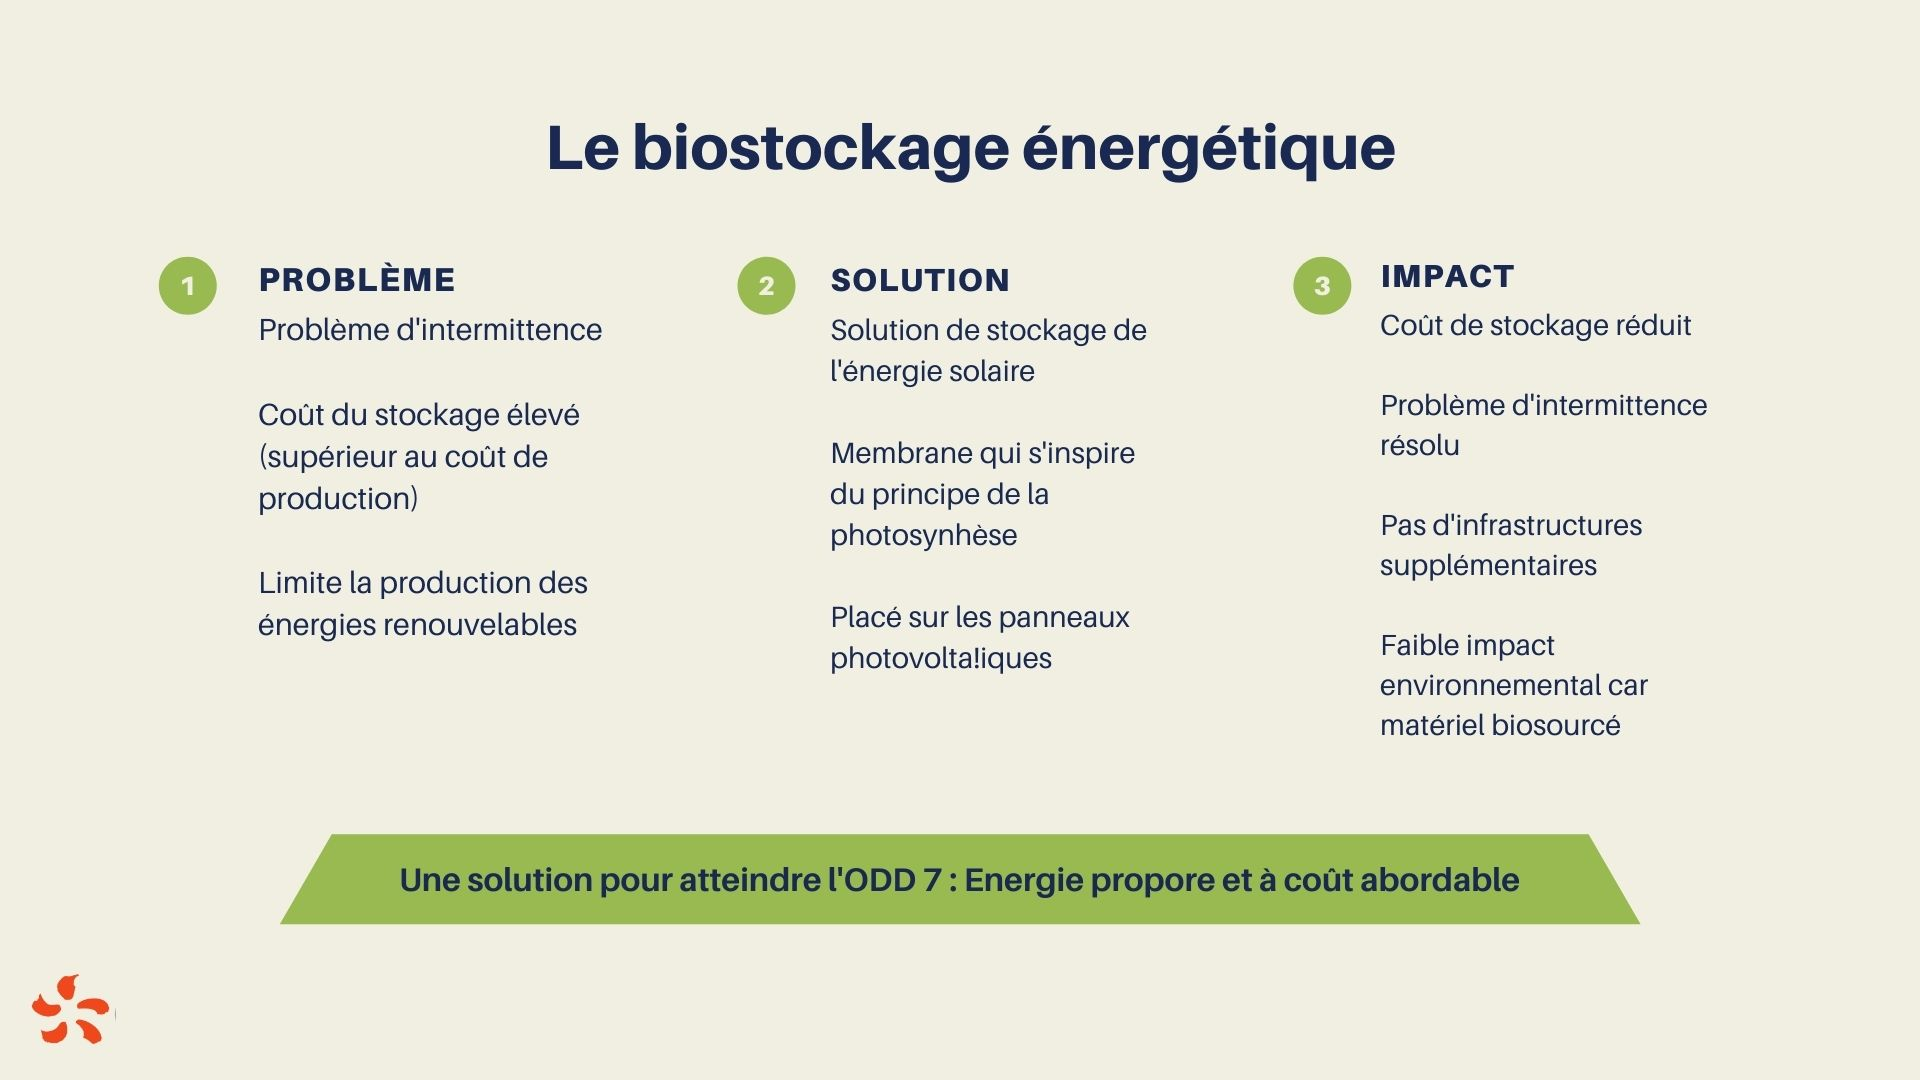 Le biostockage énergétique
1
PROBLÈME
Problème d'intermittence
Coût du stockage élevé
(supérieur au coût de
production)
Limite la production des
énergies renouvelables
2
SOLUTION
Solution de stockage de
l'énergie solaire
Membrane qui s'inspire
du principe de la
photosynhèse
Placé sur les panneaux
photovolta!iques
3
IMPACT
Coût de stockage réduit
Problème d'intermittence
résolu
Pas d'infrastructures
supplémentaires
Faible impact
environnemental car
matériel biosourcé
Une solution pour atteindre l'ODD 7 : Energie propore et à coût abordable